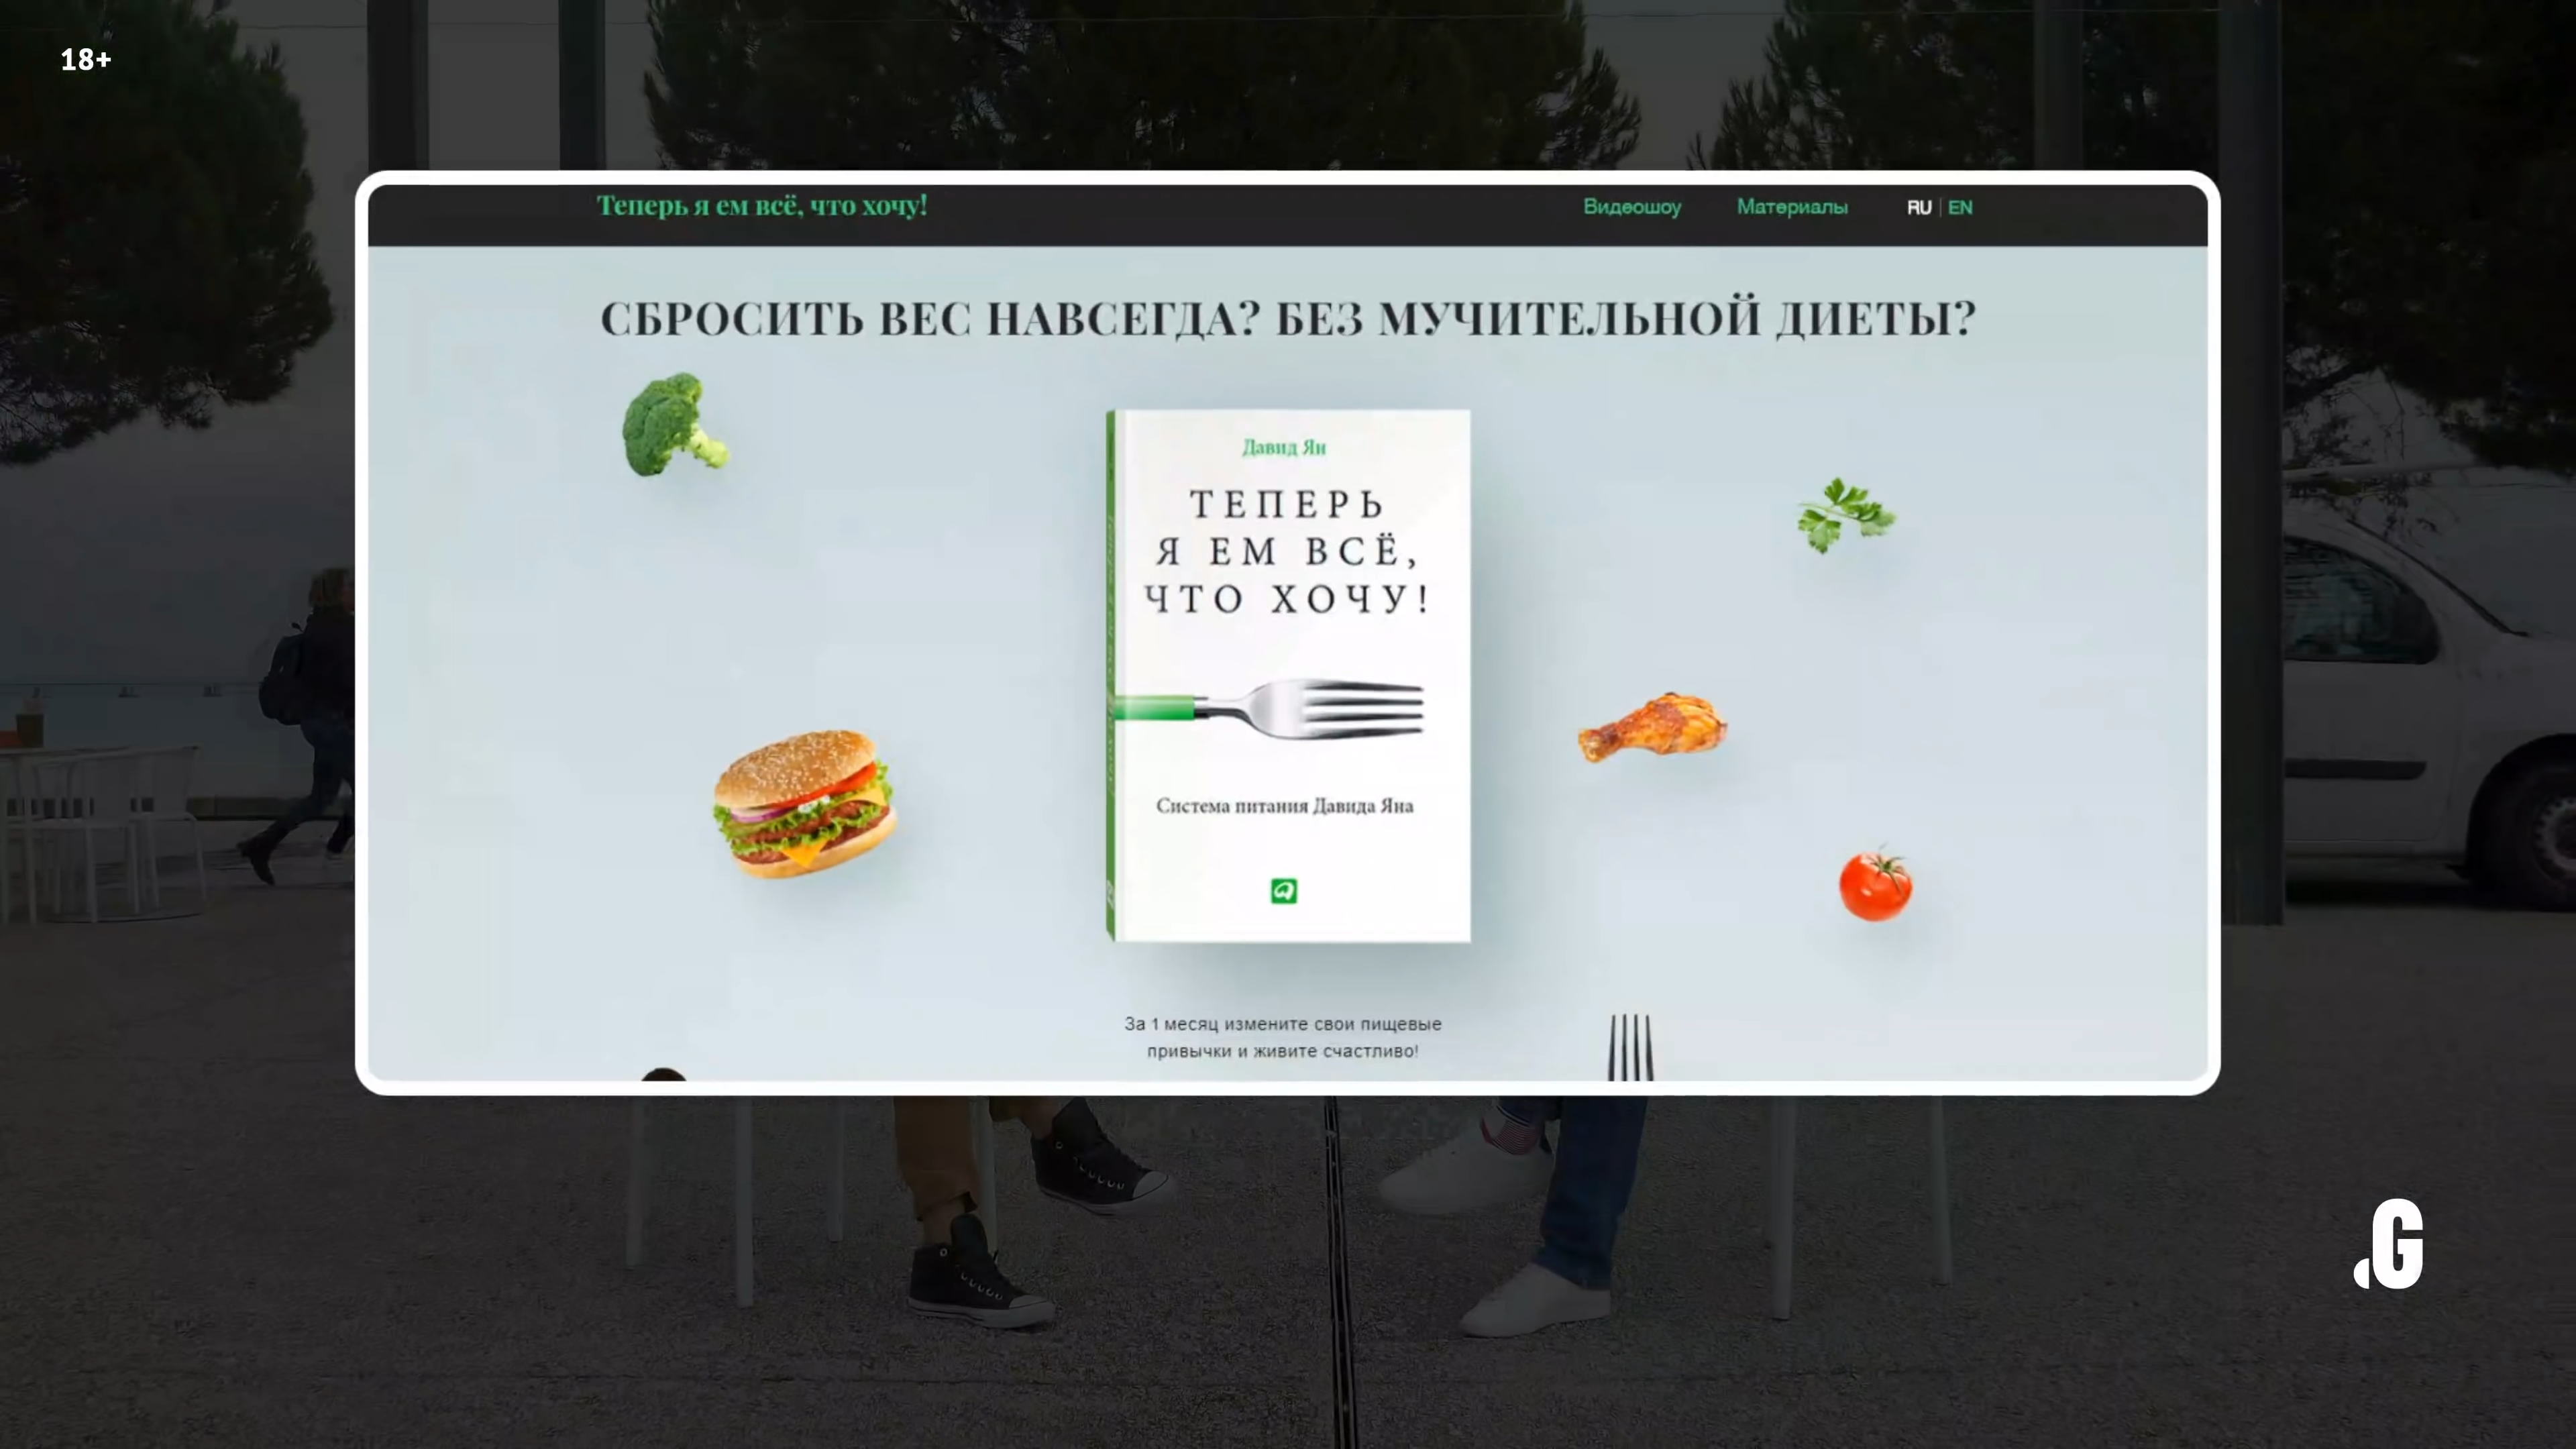 18+
Теперь я ем всё, что хочу!
Видеошоу
Материалы
RU | EN
СБРОСИТЬ ВЕС НАВСЕГДА? БЕЗ МУЧИТЕЛЬНОЙ ДИЕТЫ?
Давид Ян
ТЕПЕРЬ
Я ЕМ ВСЁ,
ЧТО ХОЧУ!
Система питания Давида Яна
За 1 месяц измените свои пищевые
привычки и живите счастливо!
.G